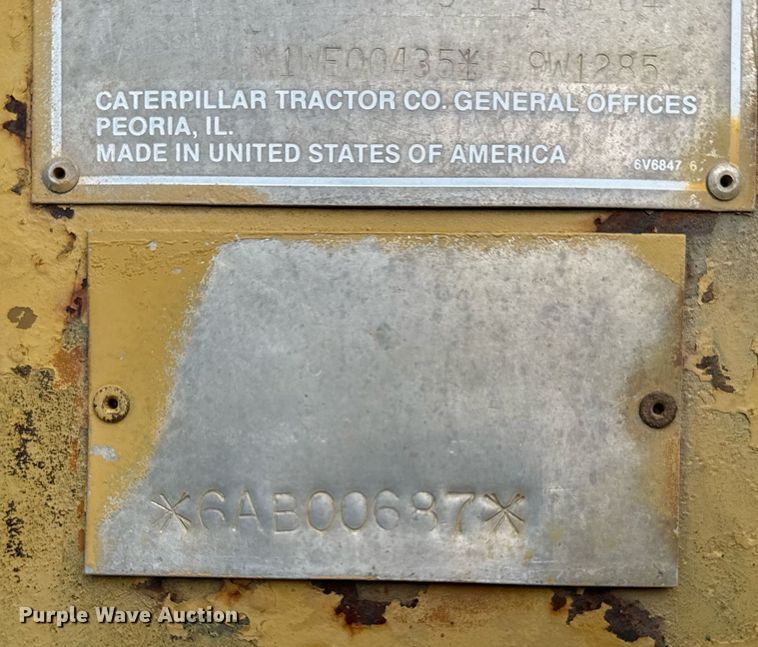 *1WF00435* 9W1285
CATERPILLAR TRACTOR CO. GENERAL OFFICES
PEORIA, IL.
MADE IN UNITED STATES OF AMERICA
6V6847 6
*6AB00687*
Purple Wave Auction